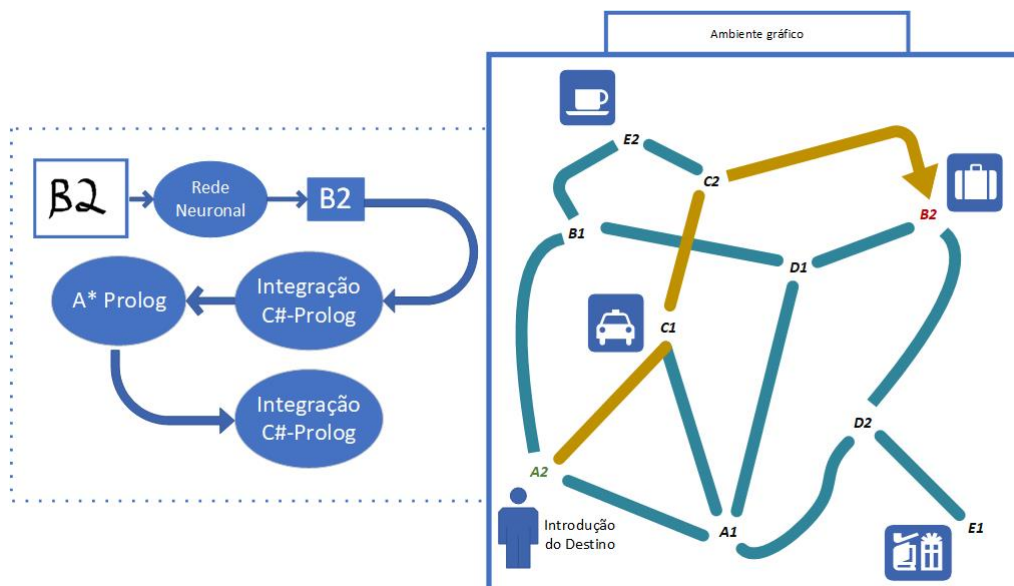 B2
Rede
Neuronal
B2
A* Prolog
Integração
C#-Prolog
Integração
C#-Prolog
Ambiente gráfico
E2
C2
B2
B1
D1
C1
D2
A2
A1
E1
Introdução
do Destino